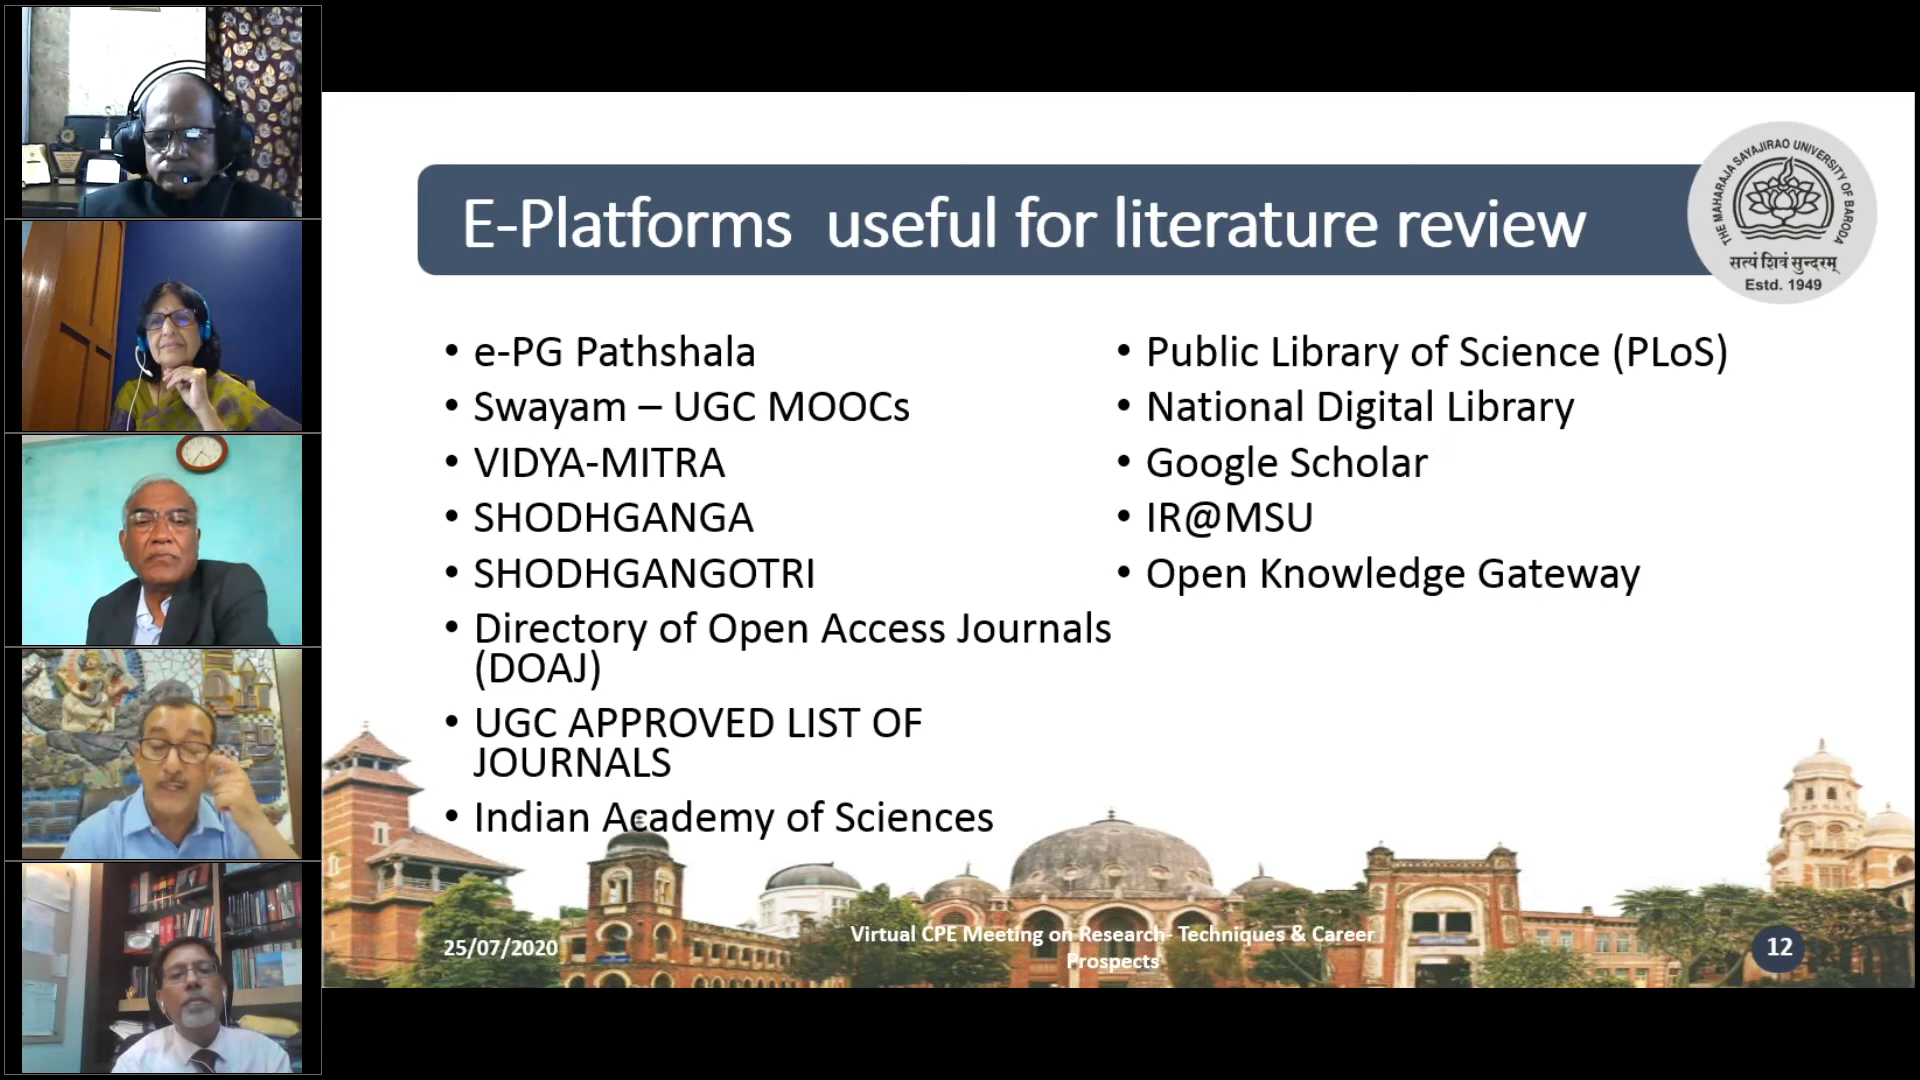 E-Platforms  useful for literature review
THE MAHARAJA SAYAJIRAO UNIVERSITY OF BARODA
सत्यं शिवं सुन्दरम्
Estd. 1949
• e-PG Pathshala
• Swayam – UGC MOOCs
• VIDYA-MITRA
• SHODHGANGA
• SHODHGANGOTRI
• Directory of Open Access Journals
(DOAJ)
• UGC APPROVED LIST OF
JOURNALS
• Indian Academy of Sciences
• Public Library of Science (PLoS)
• National Digital Library
• Google Scholar
• IR@MSU
• Open Knowledge Gateway
25/07/2020
Virtual CPE Meeting on Research- Techniques & Career
Prospects
12